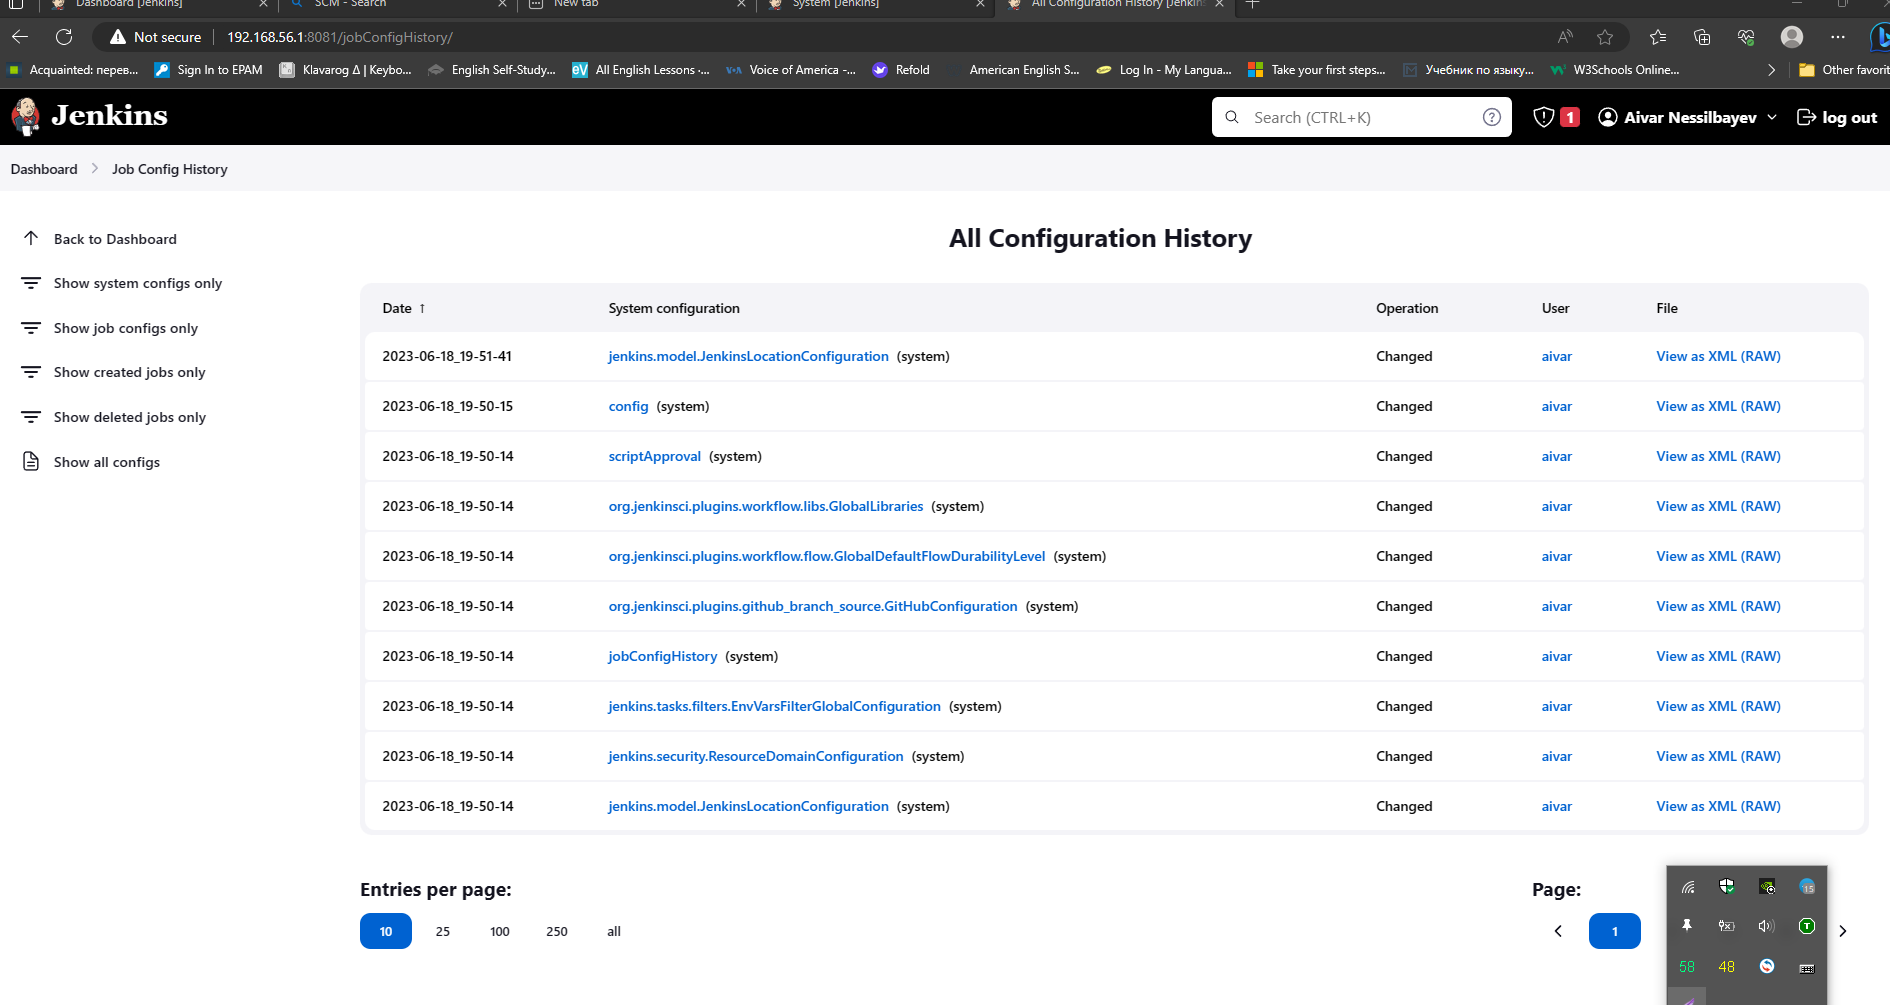 Dashboard [Jenkins]
SCM - Search
New tab
System [Jenkins]
All Configuration History [Jenkins
Not secure
192.168.56.1:8081/jobConfigHistory/
Acquainted: перев...
Sign In to EPAM
Klavarog Δ | Keybo...
English Self-Study...
All English Lessons ·...
Voice of America -...
Refold
American English S...
Log In - My Langua...
Take your first steps...
Учебник по языку...
W3Schools Online...
Other favorit
Jenkins
Search (CTRL+K)
1
Aivar Nessilbayev
log out
Dashboard
Job Config History
Back to Dashboard
Show system configs only
Show job configs only
Show created jobs only
Show deleted jobs only
Show all configs
All Configuration History
Date ↑ System configuration Operation User File
2023-06-18_19-51-41 jenkins.model.JenkinsLocationConfiguration (system) Changed aivar View as XML (RAW)
2023-06-18_19-50-15 config (system) Changed aivar View as XML (RAW)
2023-06-18_19-50-14 scriptApproval (system) Changed aivar View as XML (RAW)
2023-06-18_19-50-14 org.jenkinsci.plugins.workflow.libs.GlobalLibraries (system) Changed aivar View as XML (RAW)
2023-06-18_19-50-14 org.jenkinsci.plugins.workflow.flow.GlobalDefaultFlowDurabilityLevel (system) Changed aivar View as XML (RAW)
2023-06-18_19-50-14 org.jenkinsci.plugins.github_branch_source.GitHubConfiguration (system) Changed aivar View as XML (RAW)
2023-06-18_19-50-14 jobConfigHistory (system) Changed aivar View as XML (RAW)
2023-06-18_19-50-14 jenkins.tasks.filters.EnvVarsFilterGlobalConfiguration (system) Changed aivar View as XML (RAW)
2023-06-18_19-50-14 jenkins.security.ResourceDomainConfiguration (system) Changed aivar View as XML (RAW)
2023-06-18_19-50-14 jenkins.model.JenkinsLocationConfiguration (system) Changed aivar View as XML (RAW)
Entries per page:
10 25 100 250 all
Page:
1
15
T
58 48